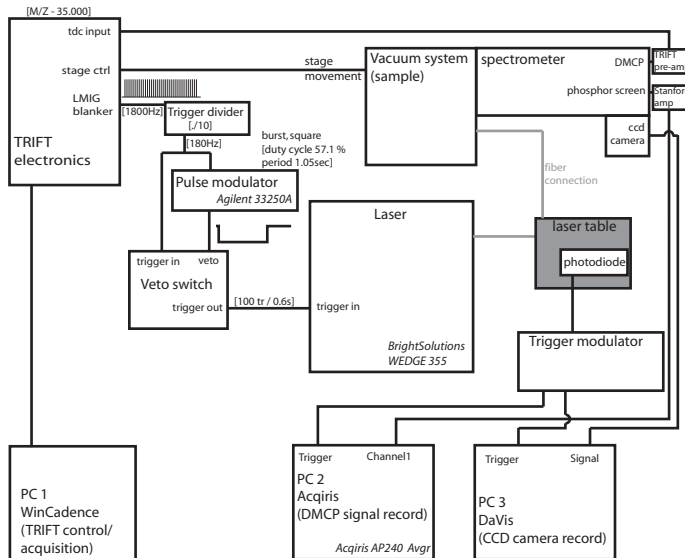 [M/Z - 35.000]
tdc input
stage ctrl
LMIG
blanker
TRIFT
electronics
[1800Hz]
Trigger divider
[./10]
[180Hz]
burst, square
[duty cycle 57.1 %
period 1.05sec]
Pulse modulator
Agilent 33250A
trigger in
veto
Veto switch
trigger out
[100 tr / 0.6s]
stage
movement
Vacuum system
(sample)
spectrometer
DMCP
phosphor screen
TRIFT
pre-am
Stanfor
amp
ccd
camera
fiber
connection
Laser
trigger in
BrightSolutions
WEDGE 355
laser table
photodiode
Trigger modulator
PC 1
WinCadence
(TRIFT control/
acquisition)
Trigger
Channel1
PC 2
Acqiris
(DMCP signal record)
Acqiris AP240 Avgr
Trigger
Signal
PC 3
DaVis
(CCD camera record)